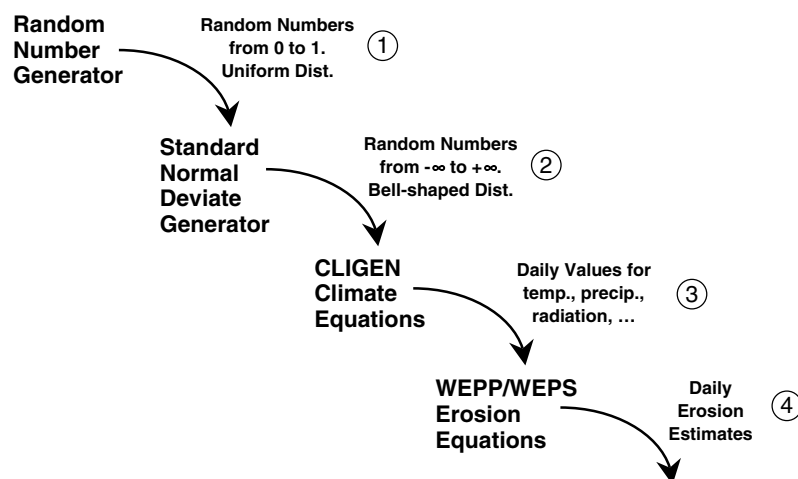 Random
Number
Generator
Random Numbers
from 0 to 1.
Uniform Dist.
1
Standard
Normal
Deviate
Generator
Random Numbers
from -∞ to +∞.
Bell-shaped Dist.
2
CLIGEN
Climate
Equations
Daily Values for
temp., precip.,
radiation, …
3
WEPP/WEPS
Erosion
Equations
Daily
Erosion
Estimates
4